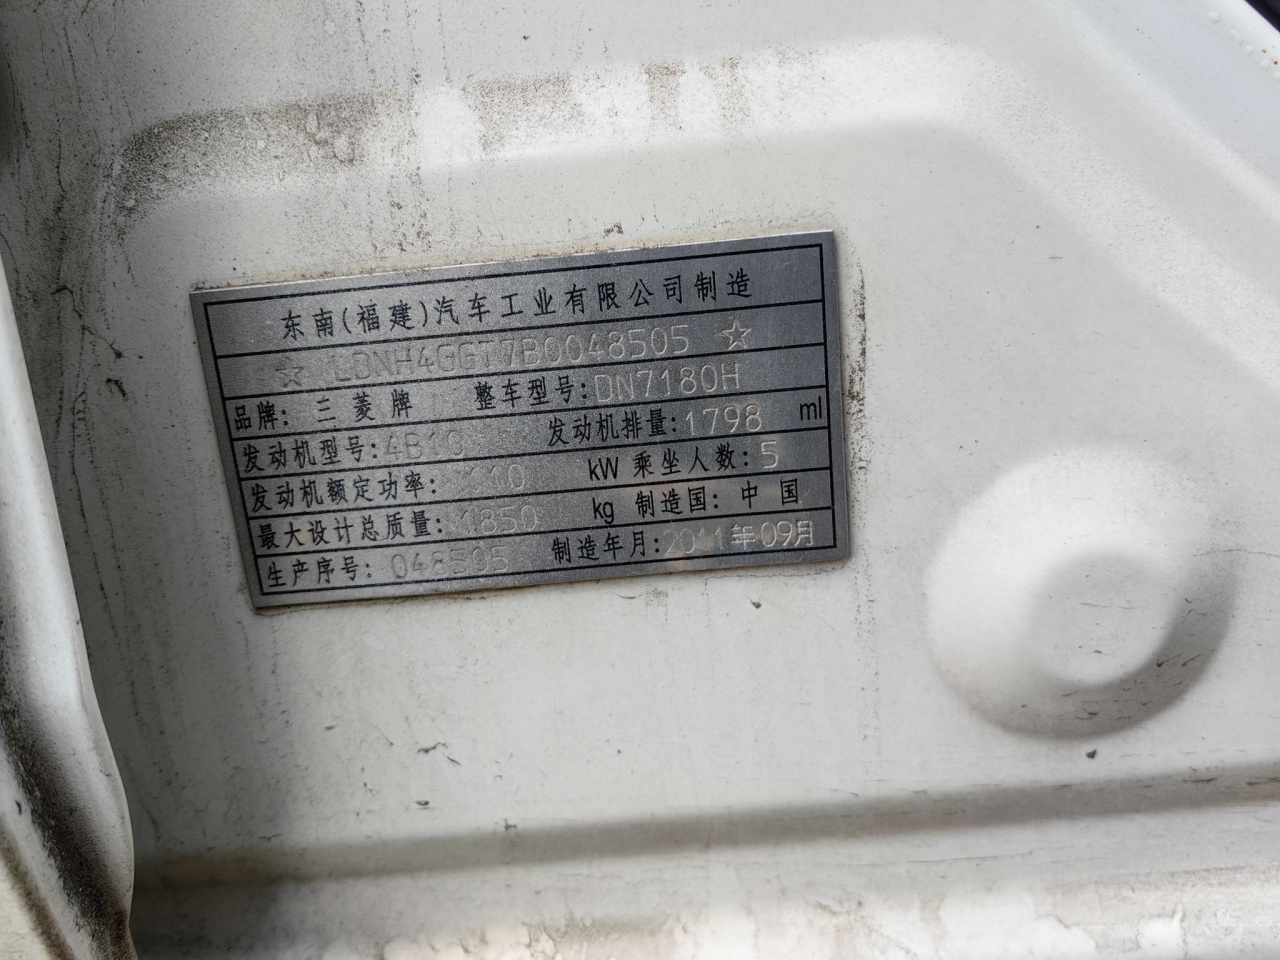 东南(福建)汽车工业有限公司制造
☆ LDNH4GGT7B0048505 ☆
品牌: 三菱牌 整车型号: DN7180H
发动机型号: 4B10 发动机排量: 1798 ml
发动机额定功率: 110 kW 乘坐人数: 5
最大设计总质量: 1850 kg 制造国: 中国
生产序号: 048505 制造年月: 2011年09月